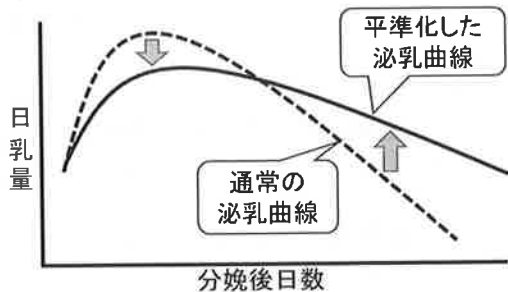 平準化した
泌乳曲線
日乳量
通常の
泌乳曲線
分娩後日数